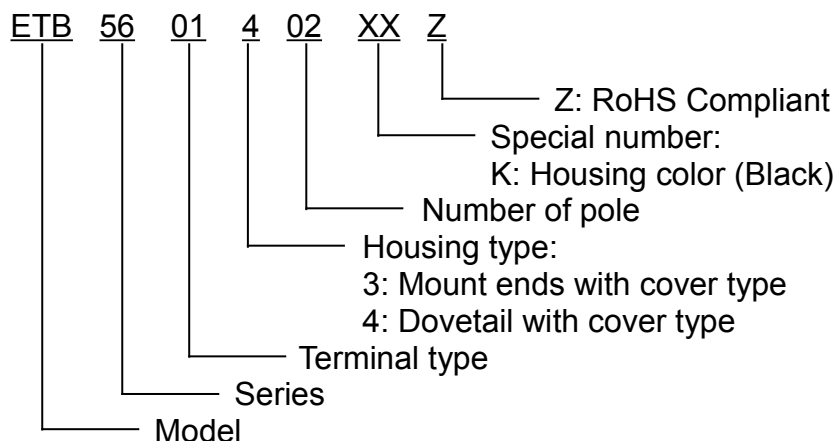 ETB 56 01 4 02 XX Z
Z: RoHS Compliant
Special number:
K: Housing color (Black)
Number of pole
Housing type:
3: Mount ends with cover type
4: Dovetail with cover type
Terminal type
Series
Model